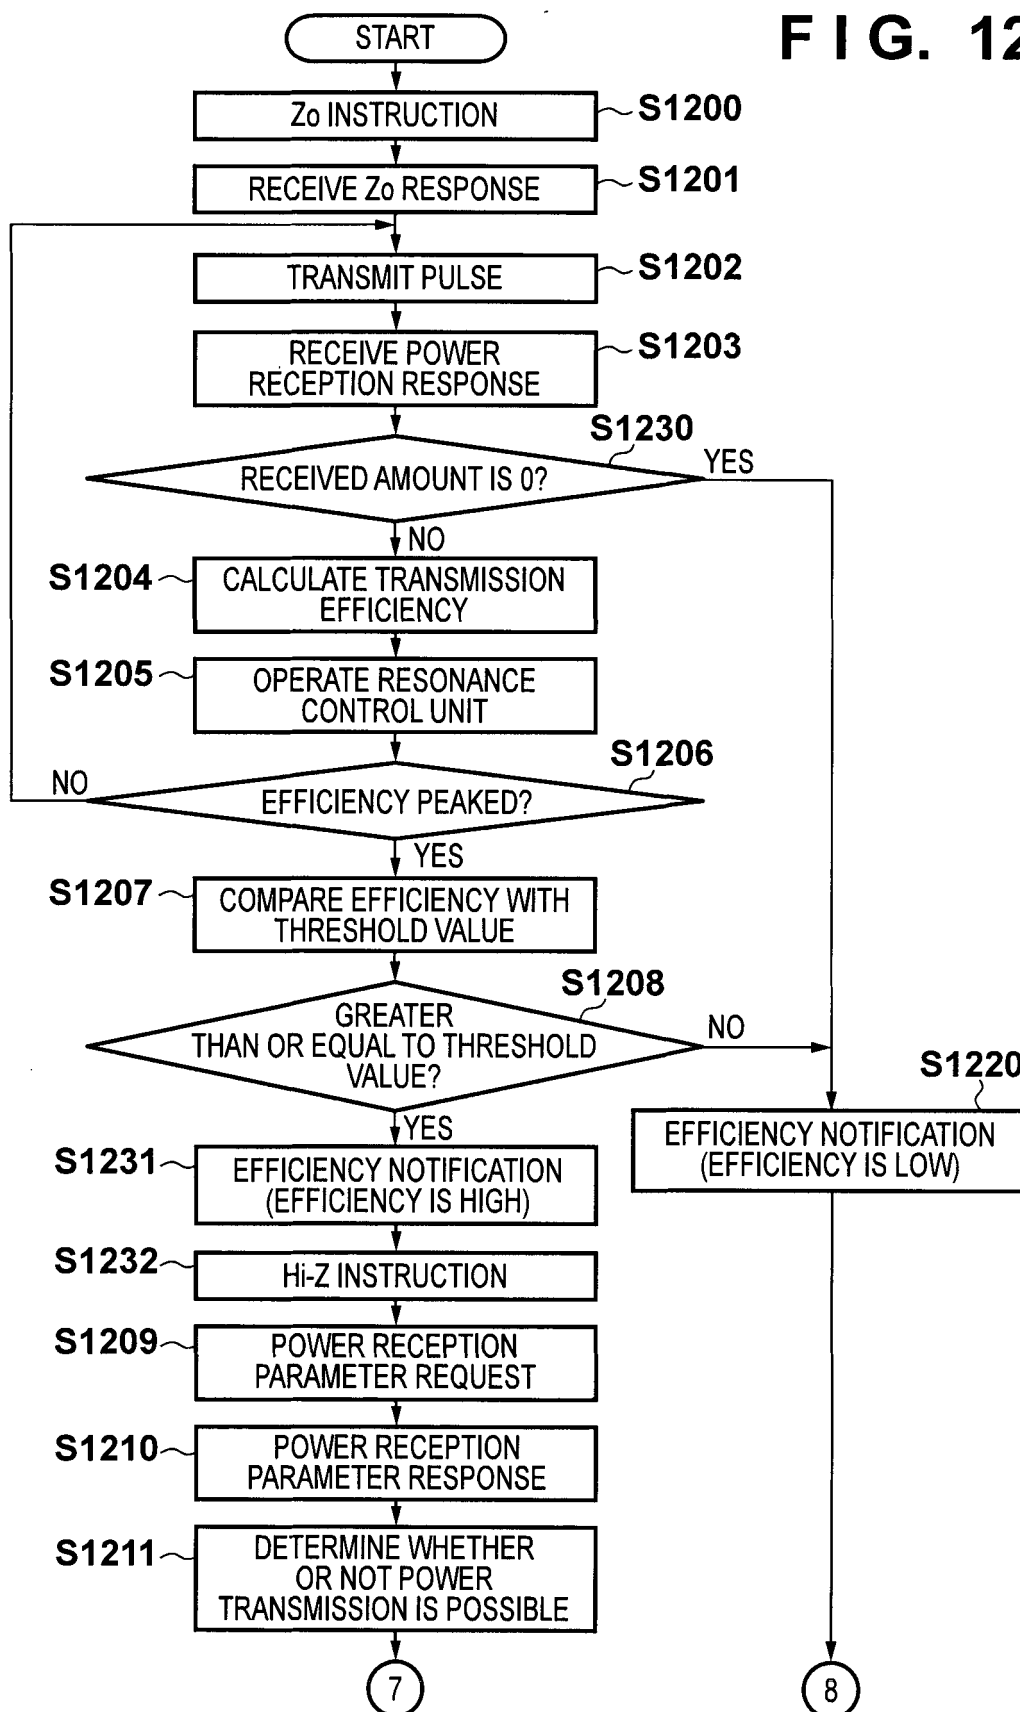 FIG. 12
START
Zo INSTRUCTION
S1200
RECEIVE Zo RESPONSE
S1201
TRANSMIT PULSE
S1202
RECEIVE POWER
RECEPTION RESPONSE
S1203
S1230
RECEIVED AMOUNT IS 0?
YES
NO
S1204
CALCULATE TRANSMISSION
EFFICIENCY
S1205
OPERATE RESONANCE
CONTROL UNIT
S1206
NO
EFFICIENCY PEAKED?
YES
S1207
COMPARE EFFICIENCY WITH
THRESHOLD VALUE
S1208
GREATER
THAN OR EQUAL TO THRESHOLD
VALUE?
NO
YES
S1220
EFFICIENCY NOTIFICATION
(EFFICIENCY IS LOW)
S1231
EFFICIENCY NOTIFICATION
(EFFICIENCY IS HIGH)
S1232
Hi-Z INSTRUCTION
S1209
POWER RECEPTION
PARAMETER REQUEST
S1210
POWER RECEPTION
PARAMETER RESPONSE
S1211
DETERMINE WHETHER
OR NOT POWER
TRANSMISSION IS POSSIBLE
7
8